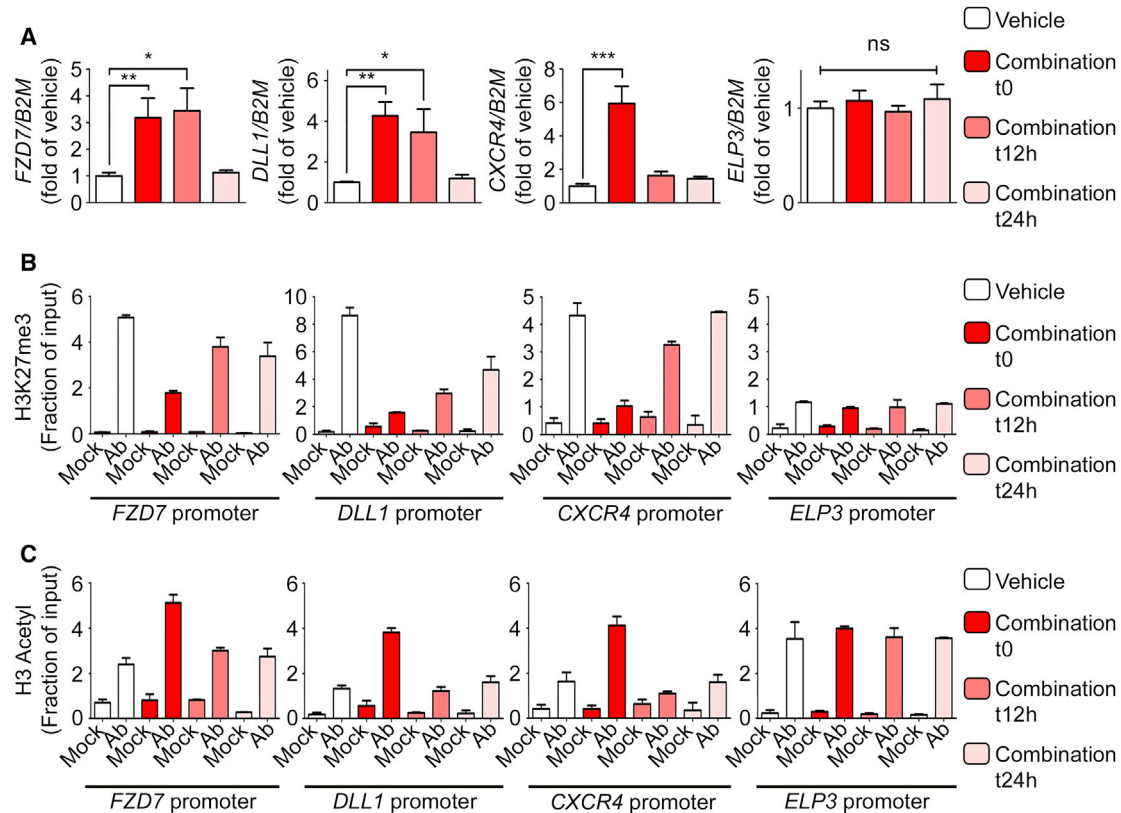 A
FZD7/B2M
(fold of vehicle)
5
4
3
2
1
0
**
*
DLL1/B2M
(fold of vehicle)
6
4
2
0
**
*
CXCR4/B2M
(fold of vehicle)
8
6
4
2
0
***
ELP3/B2M
(fold of vehicle)
1
0
ns
Vehicle
Combination
t0
Combination
t12h
Combination
t24h
B
H3K27me3
(Fraction of input)
6
4
2
0
Mock Ab Mock Ab Mock Ab Mock Ab
FZD7 promoter
10
8
6
4
2
0
Mock Ab Mock Ab Mock Ab Mock Ab
DLL1 promoter
5
4
3
2
1
0
Mock Ab Mock Ab Mock Ab Mock Ab
CXCR4 promoter
5
4
3
2
1
0
Mock Ab Mock Ab Mock Ab Mock Ab
ELP3 promoter
Vehicle
Combination
t0
Combination
t12h
Combination
t24h
C
H3 Acetyl
(Fraction of input)
6
4
2
0
Mock Ab Mock Ab Mock Ab Mock Ab
FZD7 promoter
6
4
2
0
Mock Ab Mock Ab Mock Ab Mock Ab
DLL1 promoter
6
4
2
0
Mock Ab Mock Ab Mock Ab Mock Ab
CXCR4 promoter
6
4
2
0
Mock Ab Mock Ab Mock Ab Mock Ab
ELP3 promoter
Vehicle
Combination
t0
Combination
t12h
Combination
t24h